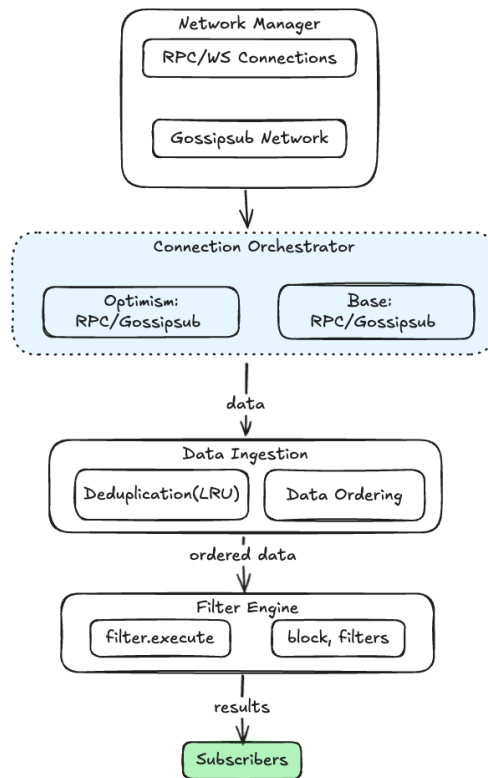 Network Manager
RPC/WS Connections
Gossipsub Network
Connection Orchestrator
Optimism:
RPC/Gossipsub
Base:
RPC/Gossipsub
data
Data Ingestion
Deduplication(LRU)
Data Ordering
ordered data
Filter Engine
filter.execute
block, filters
results
Subscribers